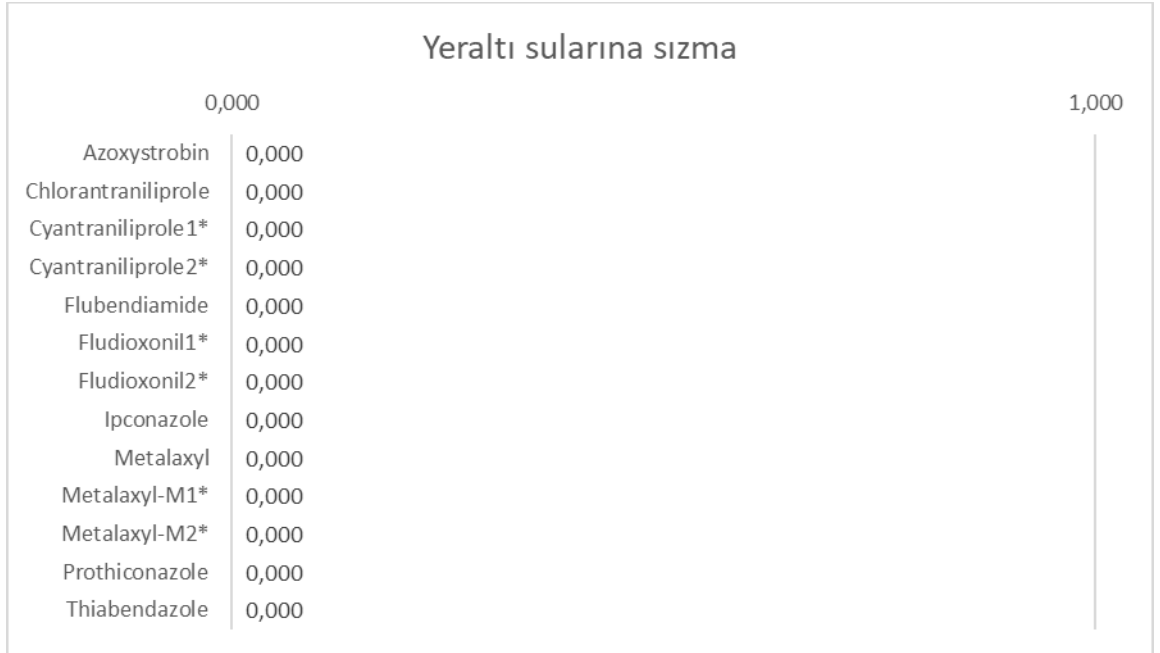 Yeraltı sularına sızma
0,000 1,000
Azoxystrobin 0,000
Chlorantraniliprole 0,000
Cyantraniliprole1* 0,000
Cyantraniliprole2* 0,000
Flubendiamide 0,000
Fludioxonil1* 0,000
Fludioxonil2* 0,000
Ipconazole 0,000
Metalaxyl 0,000
Metalaxyl-M1* 0,000
Metalaxyl-M2* 0,000
Prothiconazole 0,000
Thiabendazole 0,000